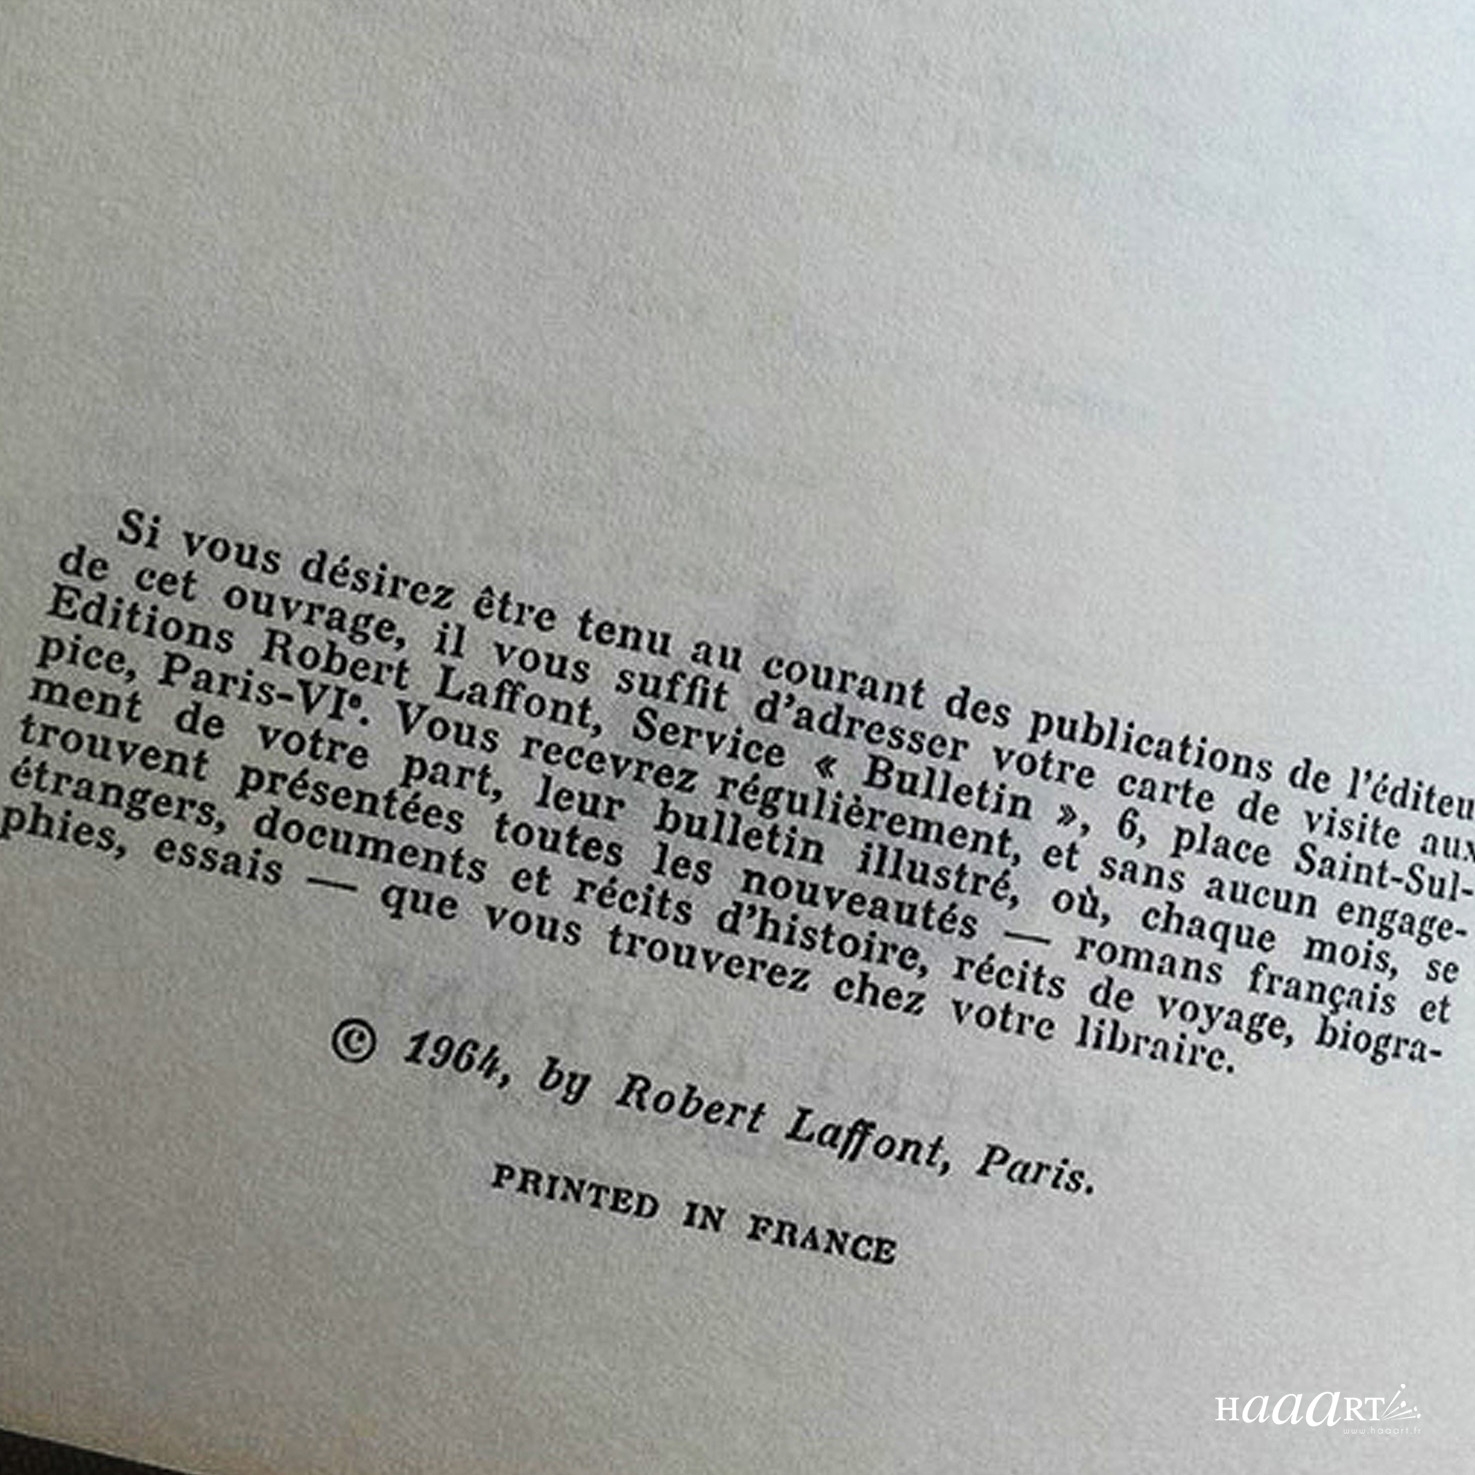 Si vous désirez être tenu au courant des publications de l'éditeu
de cet ouvrage, il vous suffit d'adresser votre carte de visite aux
Editions Robert Laffont, Service « Bulletin », 6, place Saint-Sul-
pice, Paris-VIᵉ. Vous recevrez régulièrement, et sans aucun engage-
ment de votre part, leur bulletin illustré, où, chaque mois, se
trouvent présentées toutes les nouveautés — romans français et
étrangers, documents et récits d'histoire, récits de voyage, biogra-
phies, essais — que vous trouverez chez votre libraire.
© 1964, by Robert Laffont, Paris.
PRINTED IN FRANCE
HaaaRT
www.haaart.fr